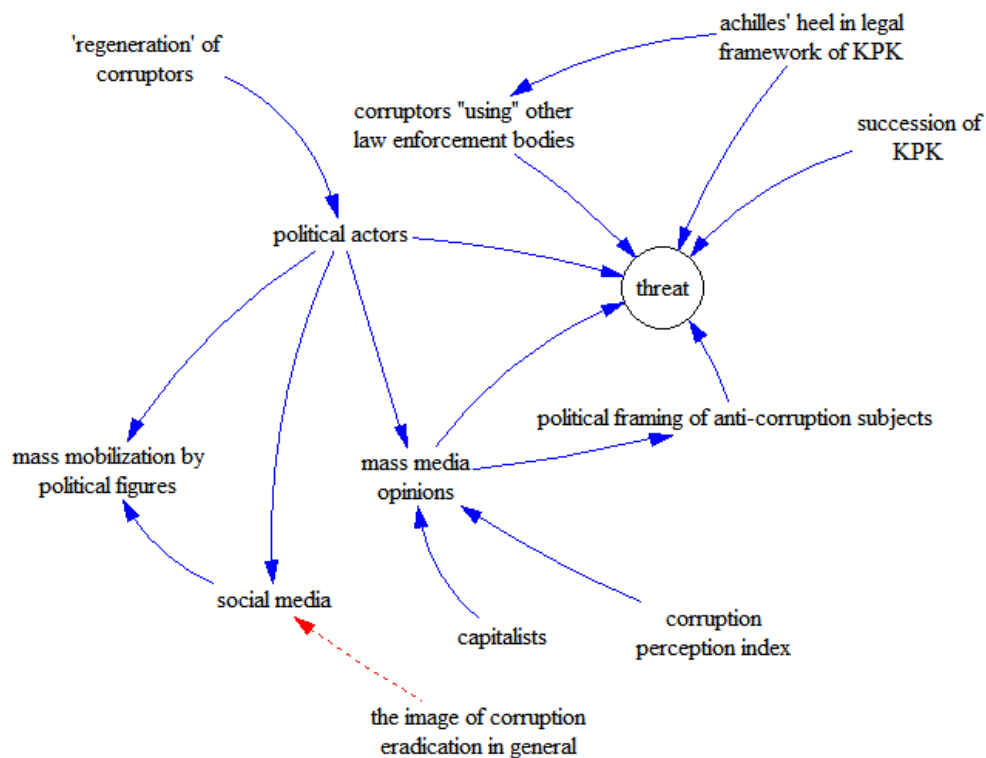 'regeneration' of
corruptors
achilles' heel in legal
framework of KPK
corruptors "using" other
law enforcement bodies
succession of
KPK
political actors
threat
political framing of anti-corruption subjects
mass mobilization by
political figures
mass media
opinions
social media
capitalists
corruption
perception index
the image of corruption
eradication in general